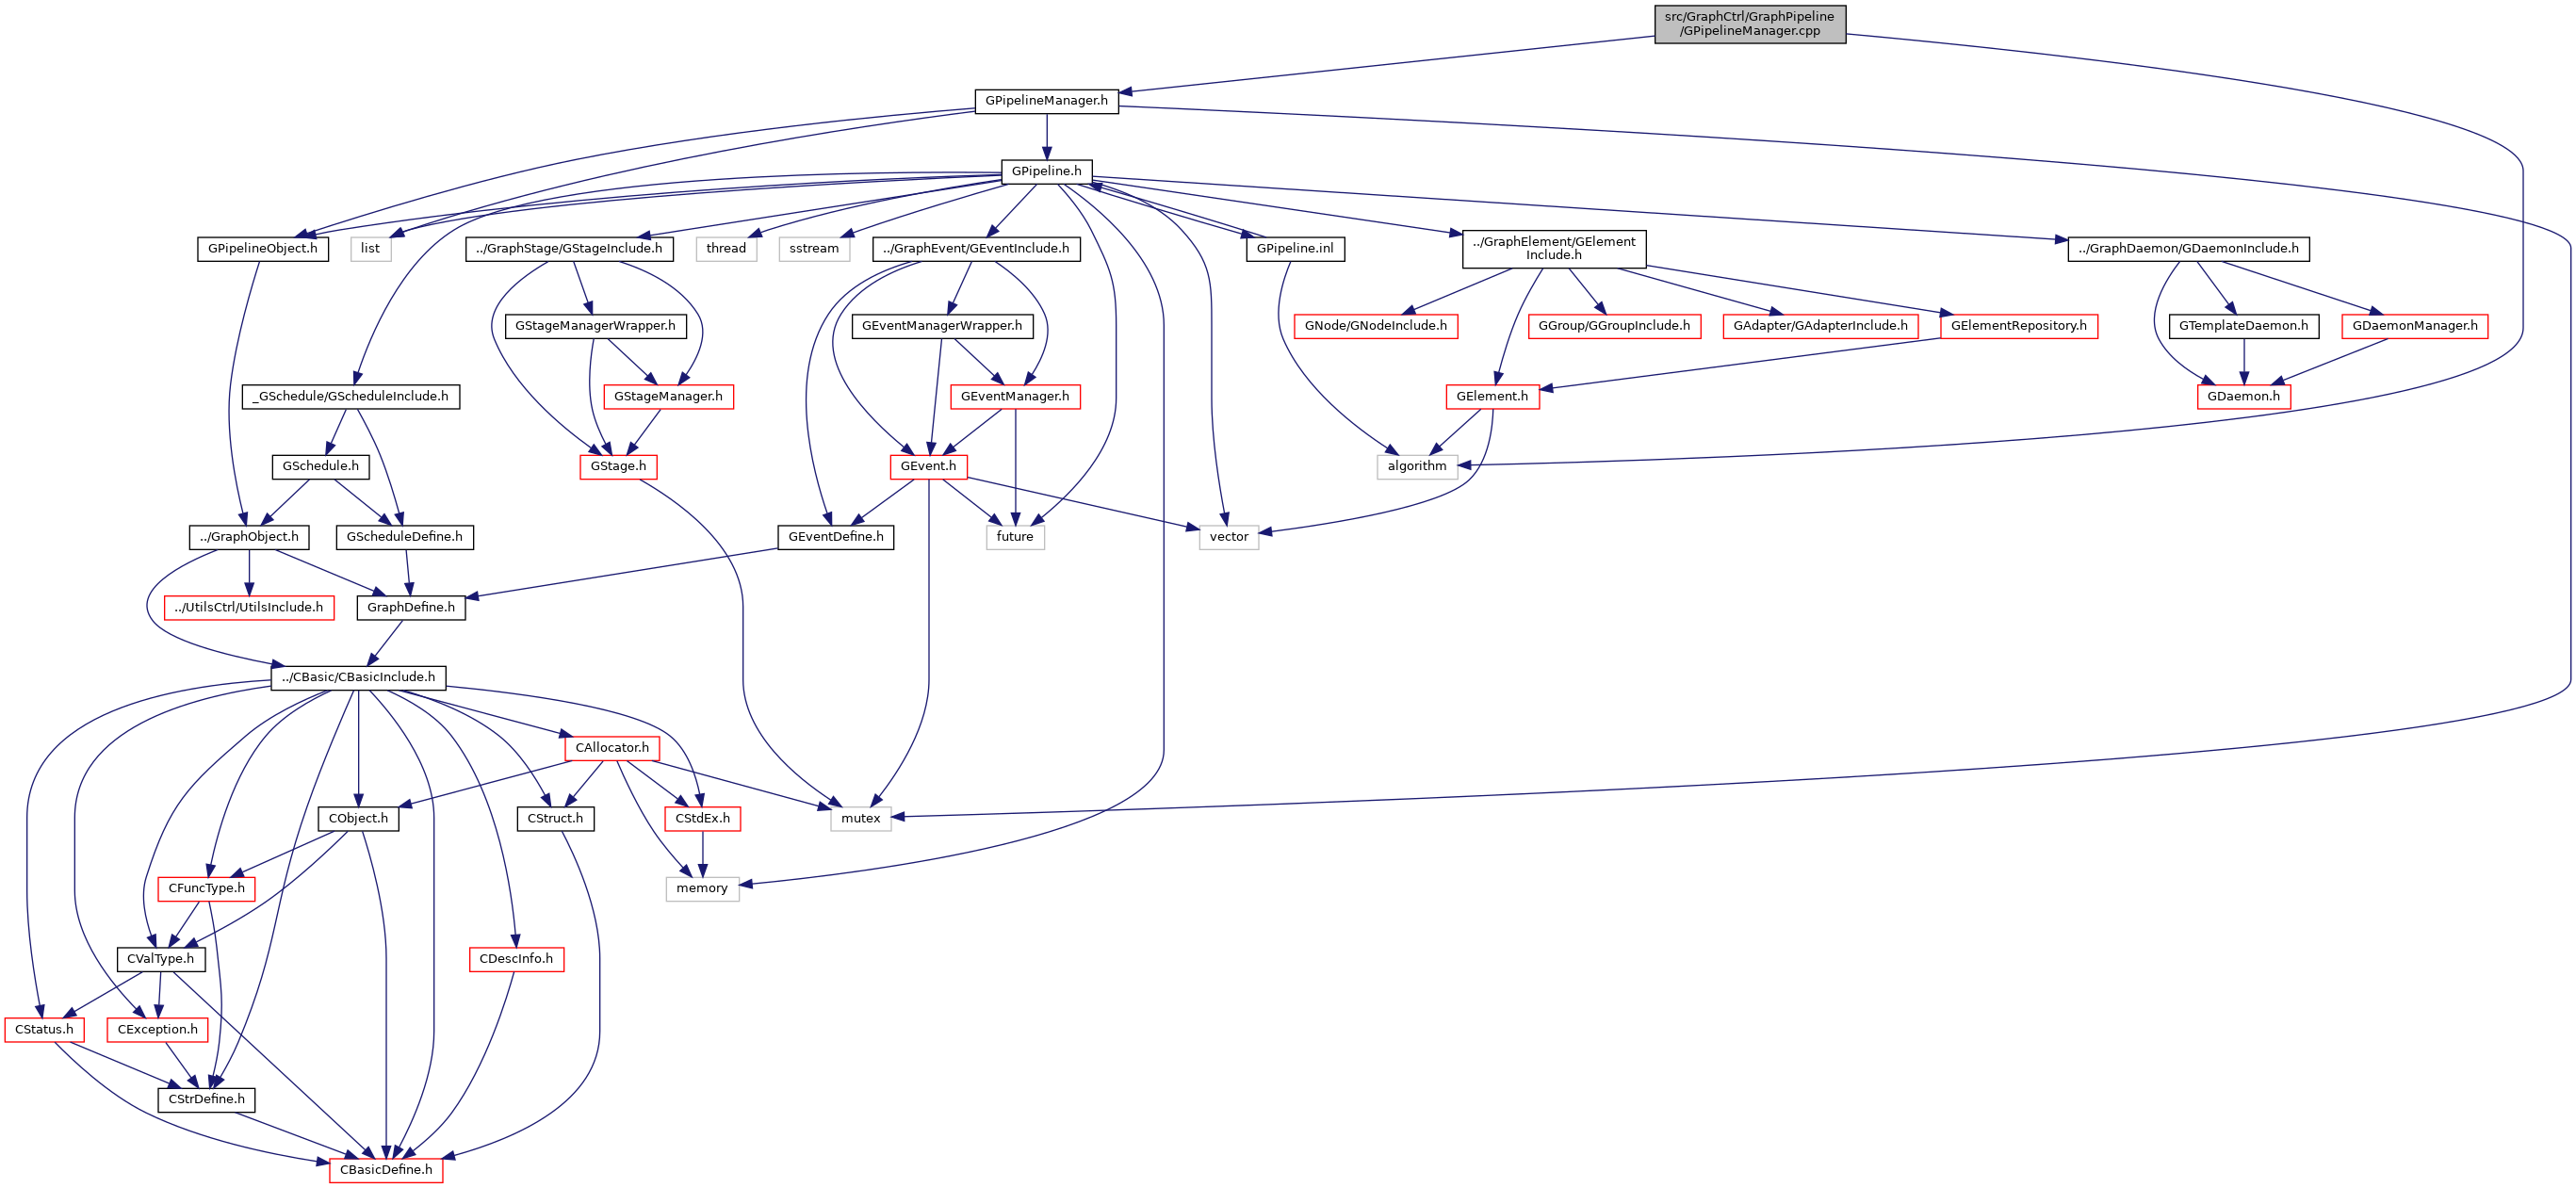 src/GraphCtrl/GraphPipeline
/GPipelineManager.cpp
GPipelineManager.h
GPipeline.h
GPipelineObject.h
list
../GraphStage/GStageInclude.h
thread
sstream
../GraphEvent/GEventInclude.h
GPipeline.inl
../GraphElement/GElement
Include.h
../GraphDaemon/GDaemonInclude.h
GStageManagerWrapper.h
GEventManagerWrapper.h
GNode/GNodeInclude.h
GGroup/GGroupInclude.h
GAdapter/GAdapterInclude.h
GElementRepository.h
GTemplateDaemon.h
GDaemonManager.h
_GSchedule/GScheduleInclude.h
GStageManager.h
GEventManager.h
GElement.h
GDaemon.h
GSchedule.h
GStage.h
GEvent.h
algorithm
../GraphObject.h
GScheduleDefine.h
GEventDefine.h
future
vector
../UtilsCtrl/UtilsInclude.h
GraphDefine.h
../CBasic/CBasicInclude.h
CAllocator.h
CObject.h
CStruct.h
CStdEx.h
mutex
CFuncType.h
memory
CValType.h
CDescInfo.h
CStatus.h
CException.h
CStrDefine.h
CBasicDefine.h